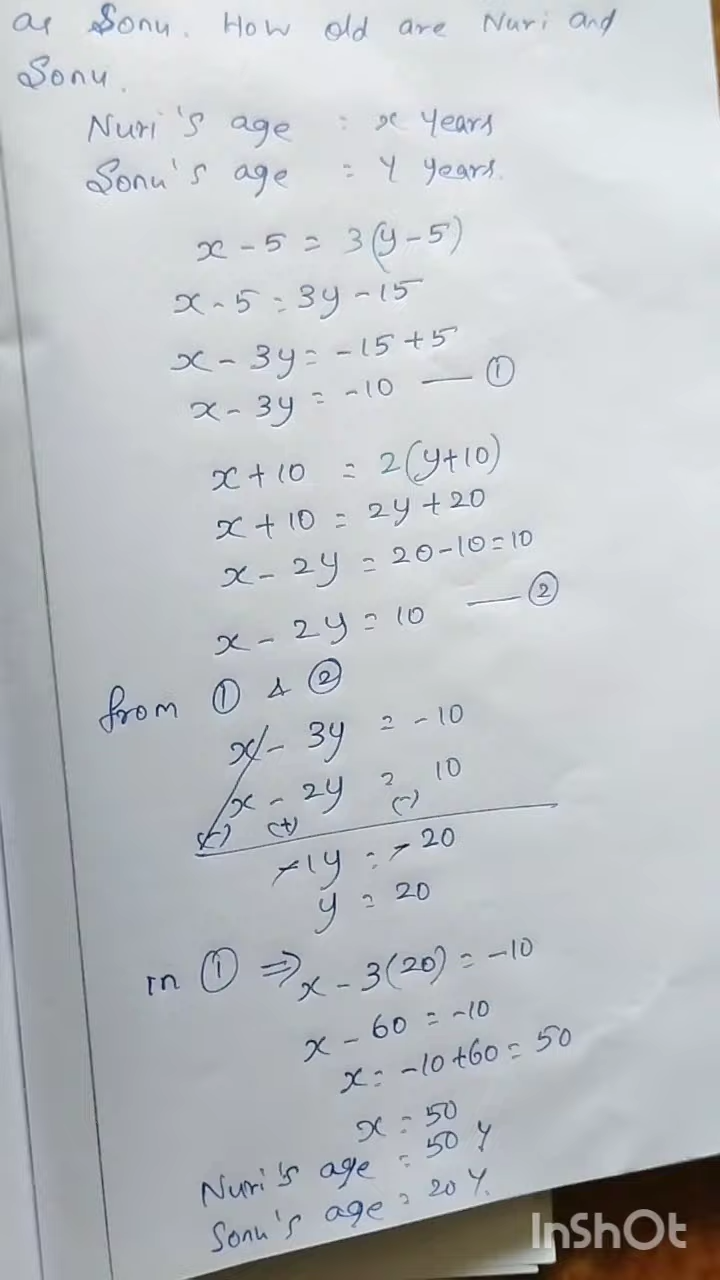 as Sonu. How old are Nuri and
Sonu.
Nuri's age : x years
Sonu's age = y years.
x - 5 = 3(y-5)
x - 5 = 3y - 15
x - 3y = -15 + 5
x - 3y = -10 — ①
x + 10 = 2(y+10)
x + 10 = 2y + 20
x - 2y = 20 - 10 = 10
x - 2y = 10 — ②
from ① & ②
x - 3y = -10
x - 2y = 10
(-) (+) (-)
-1y = -20
y = 20
in ① ⇒ x - 3(20) = -10
x - 60 = -10
x = -10 + 60 = 50
x = 50
Nuri's age = 50 y
Sonu's age = 20 y.
InShOt